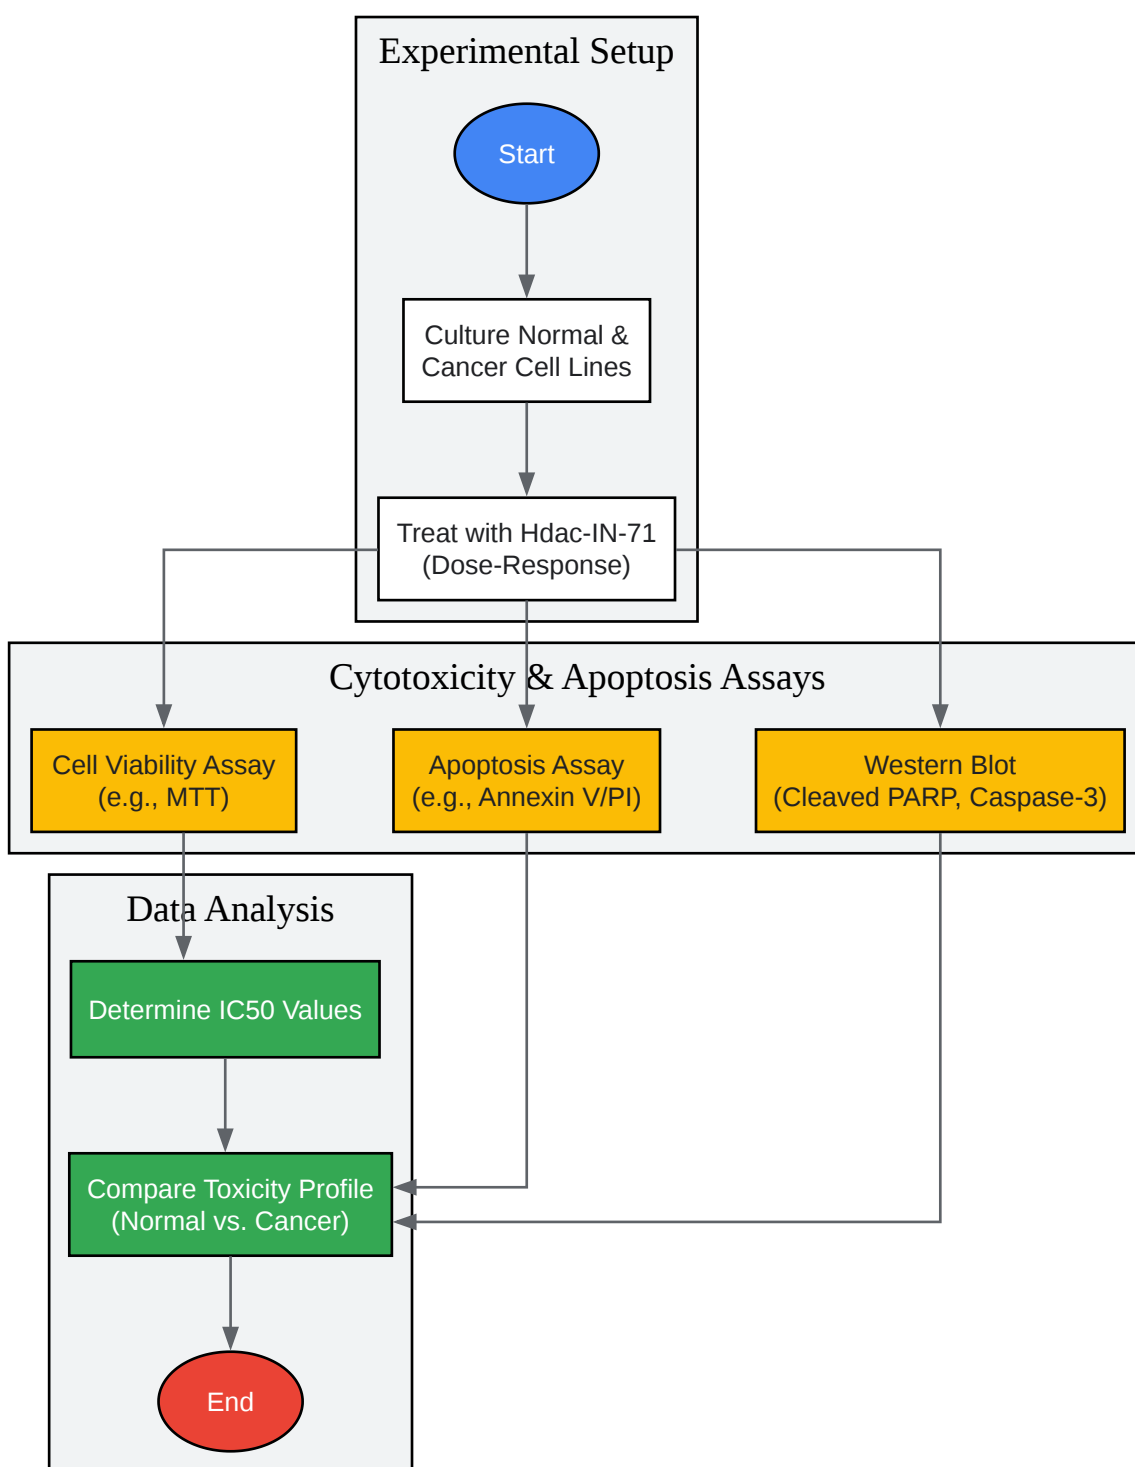 Experimental Setup
Start
Culture Normal &
Cancer Cell Lines
Treat with Hdac-IN-71
(Dose-Response)
Cytotoxicity & Apoptosis Assays
Cell Viability Assay
(e.g., MTT)
Apoptosis Assay
(e.g., Annexin V/PI)
Western Blot
(Cleaved PARP, Caspase-3)
Data Analysis
Determine IC50 Values
Compare Toxicity Profile
(Normal vs. Cancer)
End